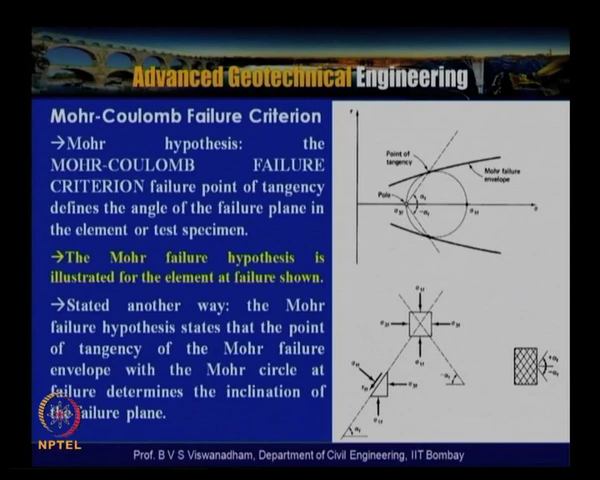 Advanced Geotechnical Engineering
Mohr-Coulomb Failure Criterion
→Mohr hypothesis: the
MOHR-COULOMB FAILURE
CRITERION failure point of tangency
defines the angle of the failure plane in
the element or test specimen.
→The Mohr failure hypothesis is
illustrated for the element at failure shown.
→Stated another way: the Mohr
failure hypothesis states that the point
of tangency of the Mohr failure
envelope with the Mohr circle at
failure determines the inclination of
the failure plane.
Point of
tangency
Mohr failure
envelope
Pole
NPTEL
Prof. B V S Viswanadham, Department of Civil Engineering, IIT Bombay